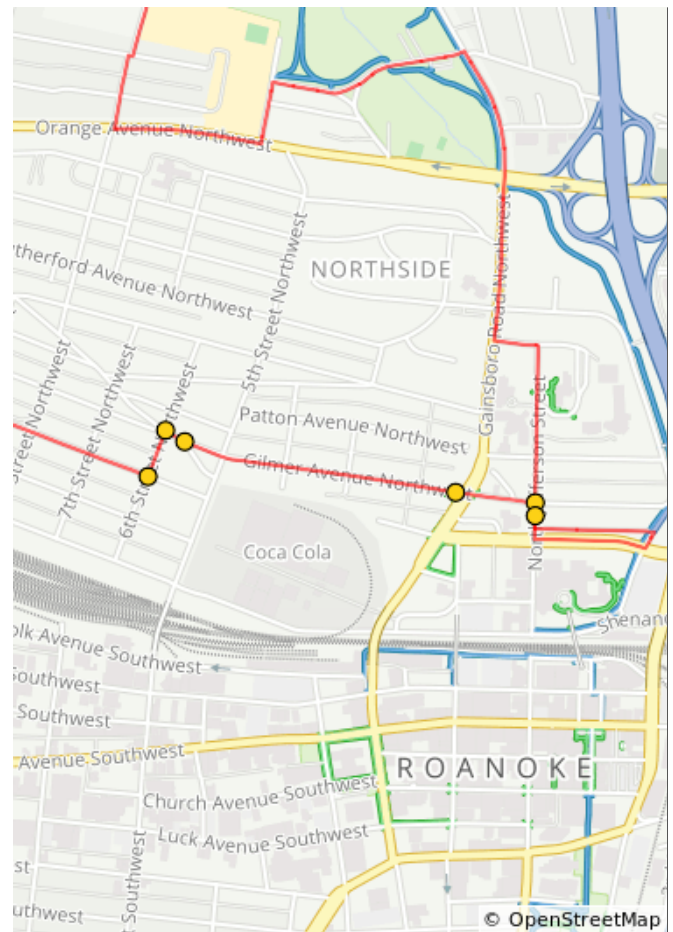 Orange Avenue Northwest
therford Avenue Northwest
NORTHSIDE
5th Street Northwest
Gainsboro Road Northwest
Street Northwest
7th Street Northwest
6th Street Northwest
Patton Avenue Northwest
Gilmer Avenue Northwest
North Jefferson Street
Coca Cola
Shenand
olk Avenue Southwest
Southwest
Southwest
Avenue Southwest
ROANOKE
Church Avenue Southwest
Luck Avenue Southwest
st
uthwest
t Southwest
© OpenStreetMap